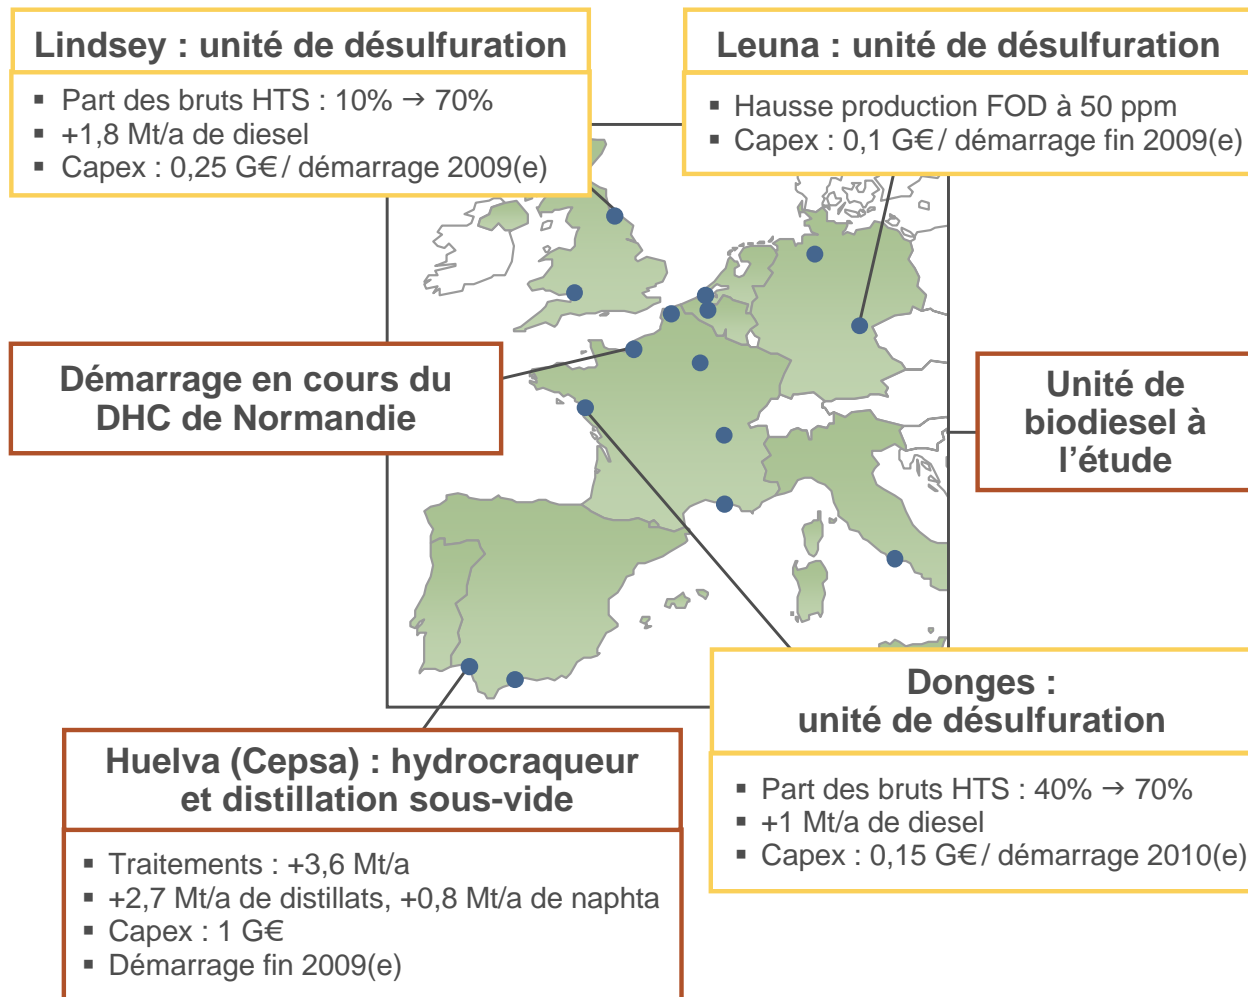 Lindsey : unité de désulfuration
▪ Part des bruts HTS : 10% → 70%
▪ +1,8 Mt/a de diesel
▪ Capex : 0,25 G€ / démarrage 2009(e)
Leuna : unité de désulfuration
▪ Hausse production FOD à 50 ppm
▪ Capex : 0,1 G€ / démarrage fin 2009(e)
Démarrage en cours du
DHC de Normandie
Unité de
biodiesel à
l’étude
Huelva (Cepsa) : hydrocraqueur
et distillation sous-vide
▪ Traitements : +3,6 Mt/a
▪ +2,7 Mt/a de distillats, +0,8 Mt/a de naphta
▪ Capex : 1 G€
▪ Démarrage fin 2009(e)
Donges :
unité de désulfuration
▪ Part des bruts HTS : 40% → 70%
▪ +1 Mt/a de diesel
▪ Capex : 0,15 G€ / démarrage 2010(e)